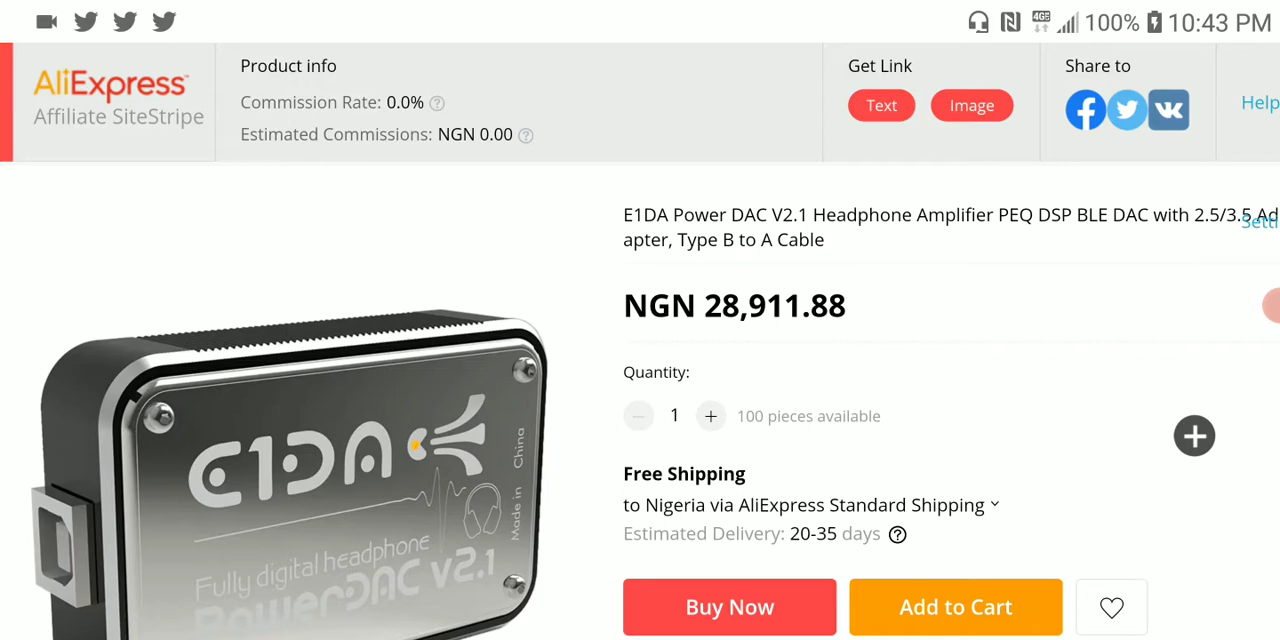 100% 10:43 PM
AliExpress
Affiliate SiteStripe
Product info
Commission Rate: 0.0%
Estimated Commissions: NGN 0.00
Get Link
Text
Image
Share to
Help
E1DA Power DAC V2.1 Headphone Amplifier PEQ DSP BLE DAC with 2.5/3.5 Ad
apter, Type B to A Cable
Setti
NGN 28,911.88
Quantity:
1
100 pieces available
Free Shipping
to Nigeria via AliExpress Standard Shipping
Estimated Delivery: 20-35 days
Buy Now
Add to Cart
E1DA
Made in China
Fully digital headphone
PowerDAC v2.1